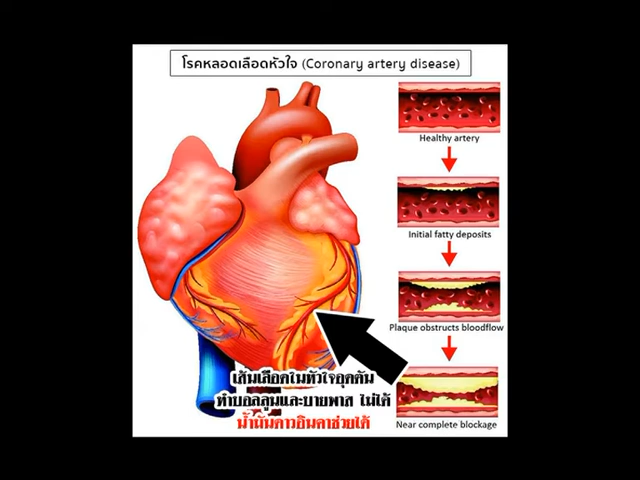 โรคหลอดเลือดหัวใจ (Coronary artery disease)
Healthy artery
Initial fatty deposits
Plaque obstructs bloodflow
Near complete blockage
เส้นเลือดในหัวใจอุดตัน
ทำบอลลูนและบายพาส ไม่ได้
น้ำมันดาวอินคาช่วยได้